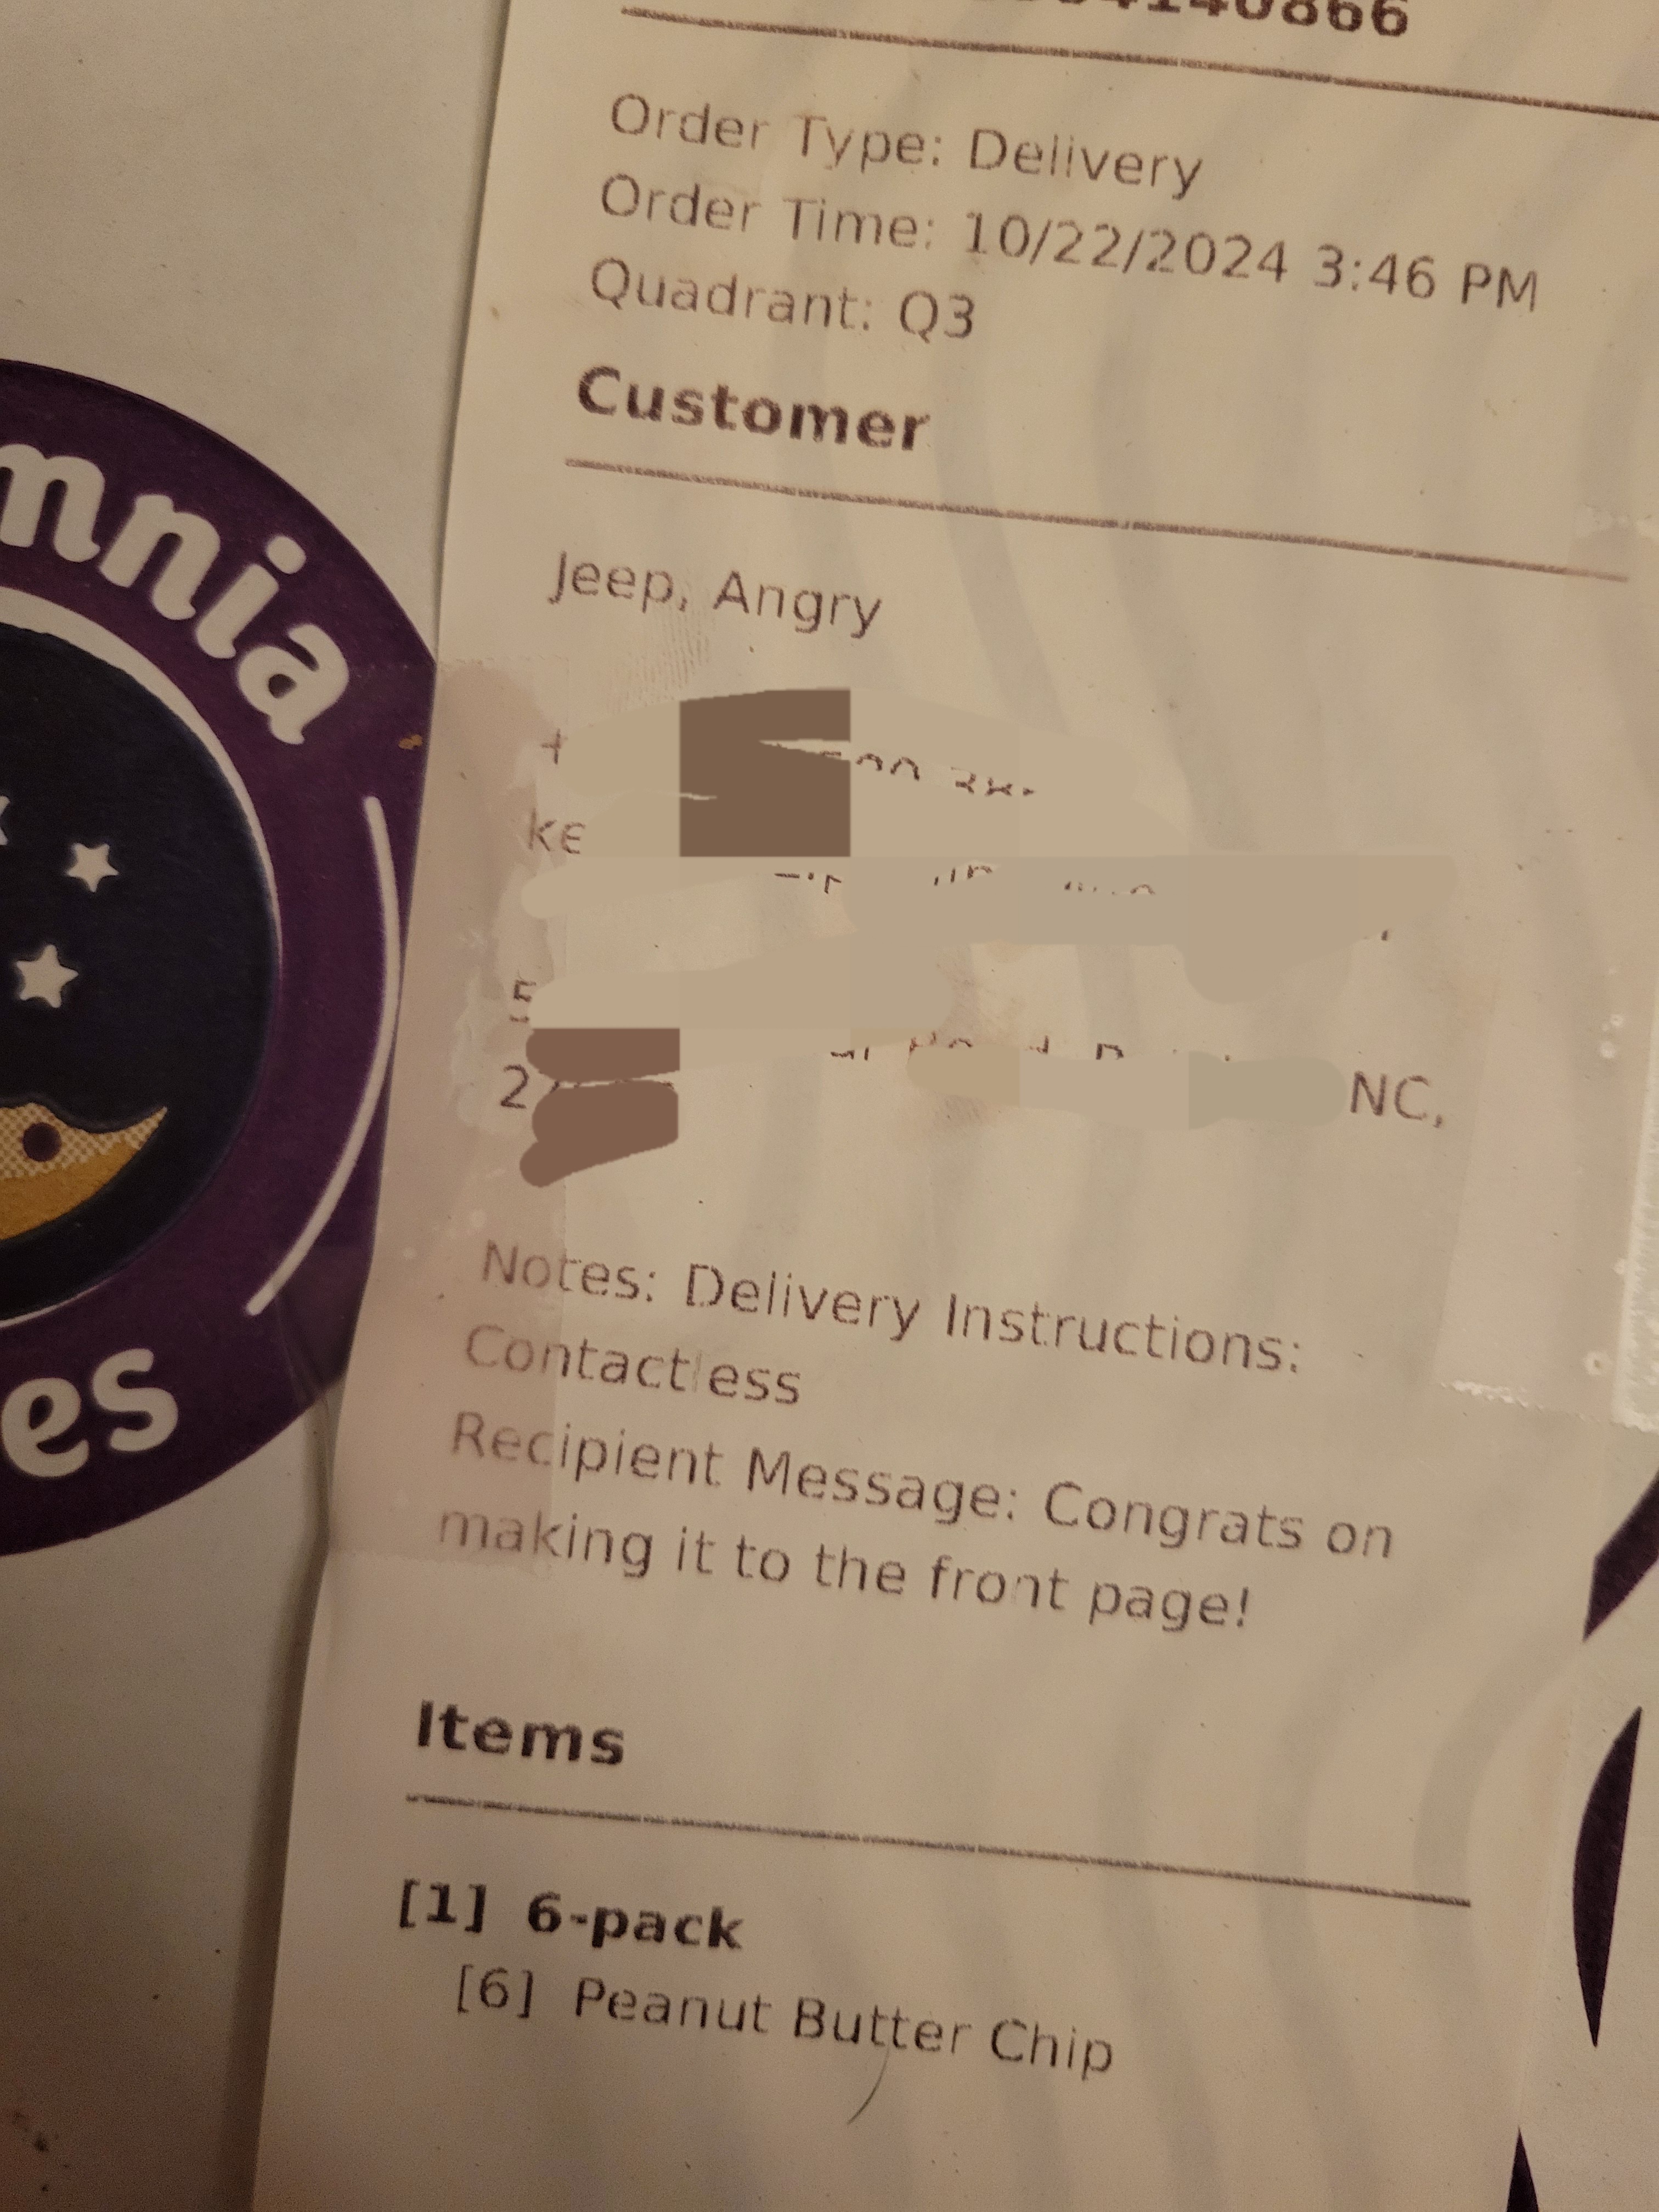 Order Type: Delivery
Order Time: 10/22/2024 3:46 PM
Quadrant: Q3
Customer
Jeep, Angry
NC,
Notes: Delivery Instructions:
Contactless
Recipient Message: Congrats on
making it to the front page!
Items
[1] 6-pack
[6] Peanut Butter Chip
mnia
es